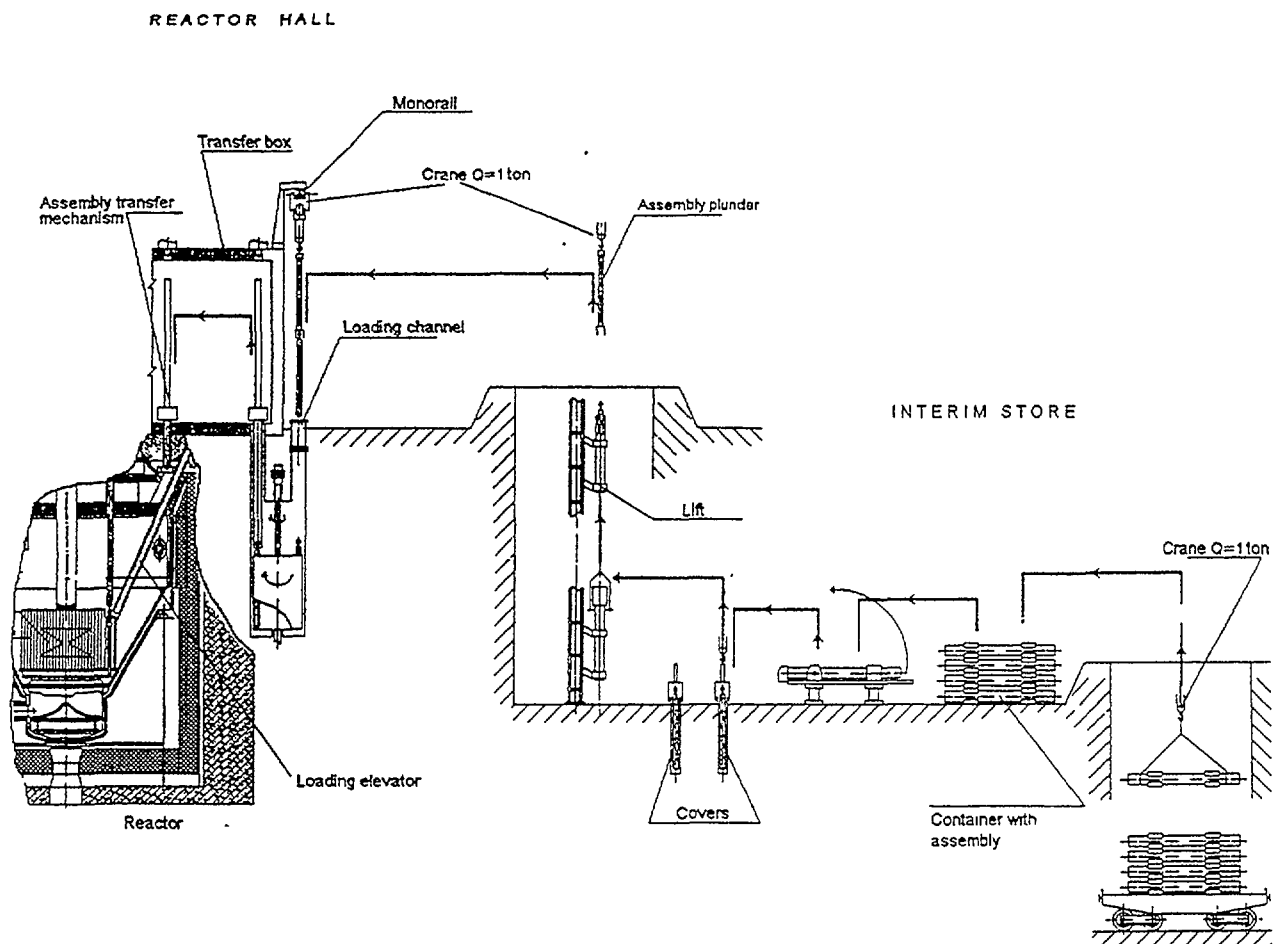 REACTOR HALL
Monorail
Transfer box
Crane Q=1ton
Assembly transfer
mechanism
Assembly plunder
Loading channel
INTERIM STORE
Lift
Crane Q=1ton
Loading elevator
Reactor
Covers
Container with
assembly